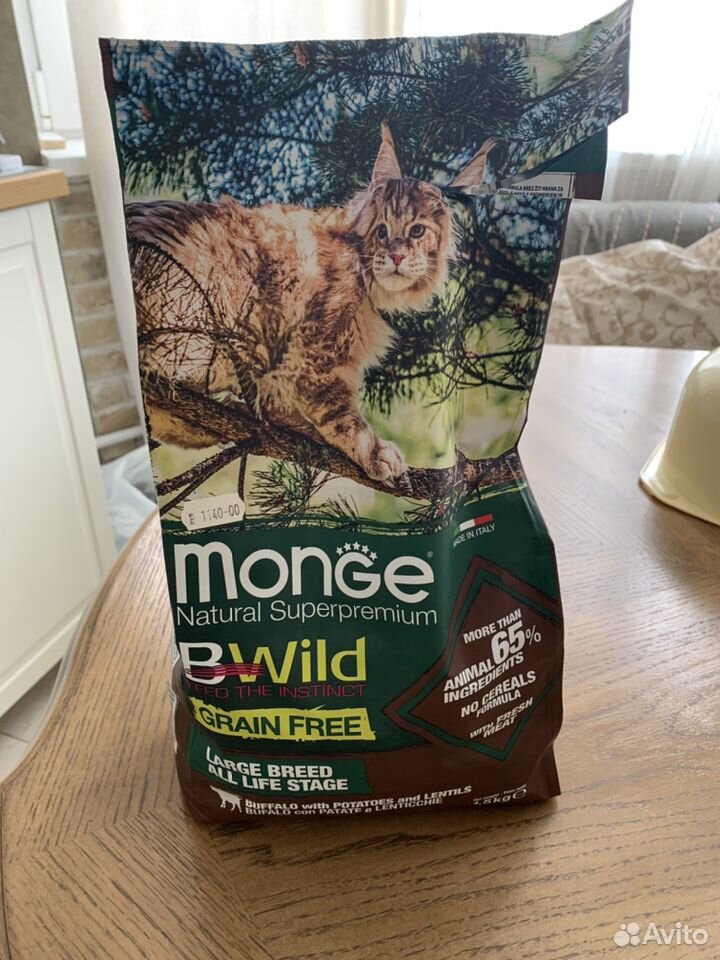 1140-00
MADE IN ITALY
MonGe®
Natural Superpremium
BWild
FEED THE INSTINCT
GRAIN FREE
LARGE BREED
ALL LIFE STAGE
BUFFALO with POTATOES and LENTILS
BUFALO con PATATE e LENTICCHIE
MORE THAN
65%
ANIMAL
INGREDIENTS
NO CEREALS
FORMULA
WITH FRESH
MEAT
1.5kg℮
Avito